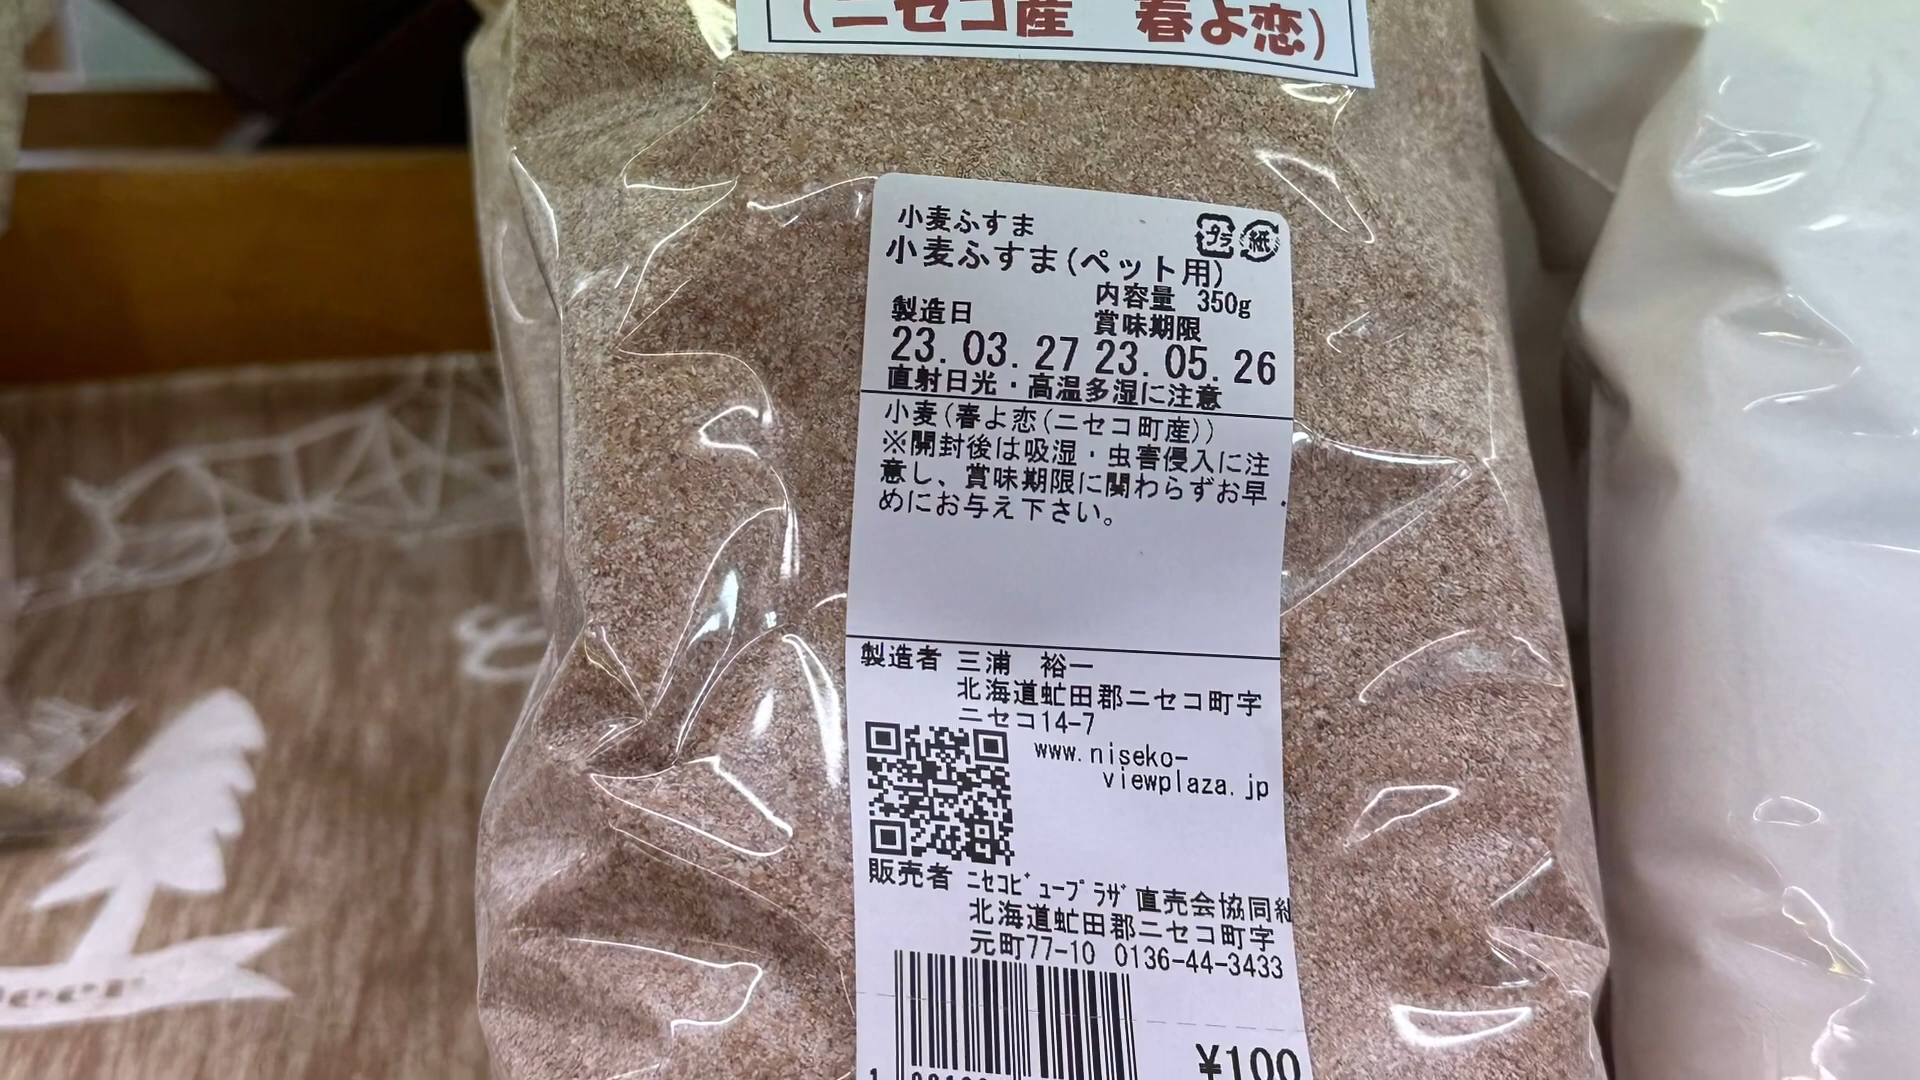 (ニセコ産 春よ恋)
小麦ふすま
プラ 紙
小麦ふすま(ペット用)
内容量 350g
製造日 賞味期限
23.03.27 23.05.26
直射日光・高温多湿に注意
小麦(春よ恋(ニセコ町産))
※開封後は吸湿・虫害侵入に注
意し、賞味期限に関わらずお早
めにお与え下さい。
製造者 三浦 裕一
北海道虻田郡ニセコ町字
ニセコ14-7
www.niseko-
viewplaza.jp
販売者 ﾆｾｺﾋﾞｭｰﾌﾟﾗｻﾞ直売会協同
北海道虻田郡ニセコ町字
元町77-10 0136-44-3433
¥100